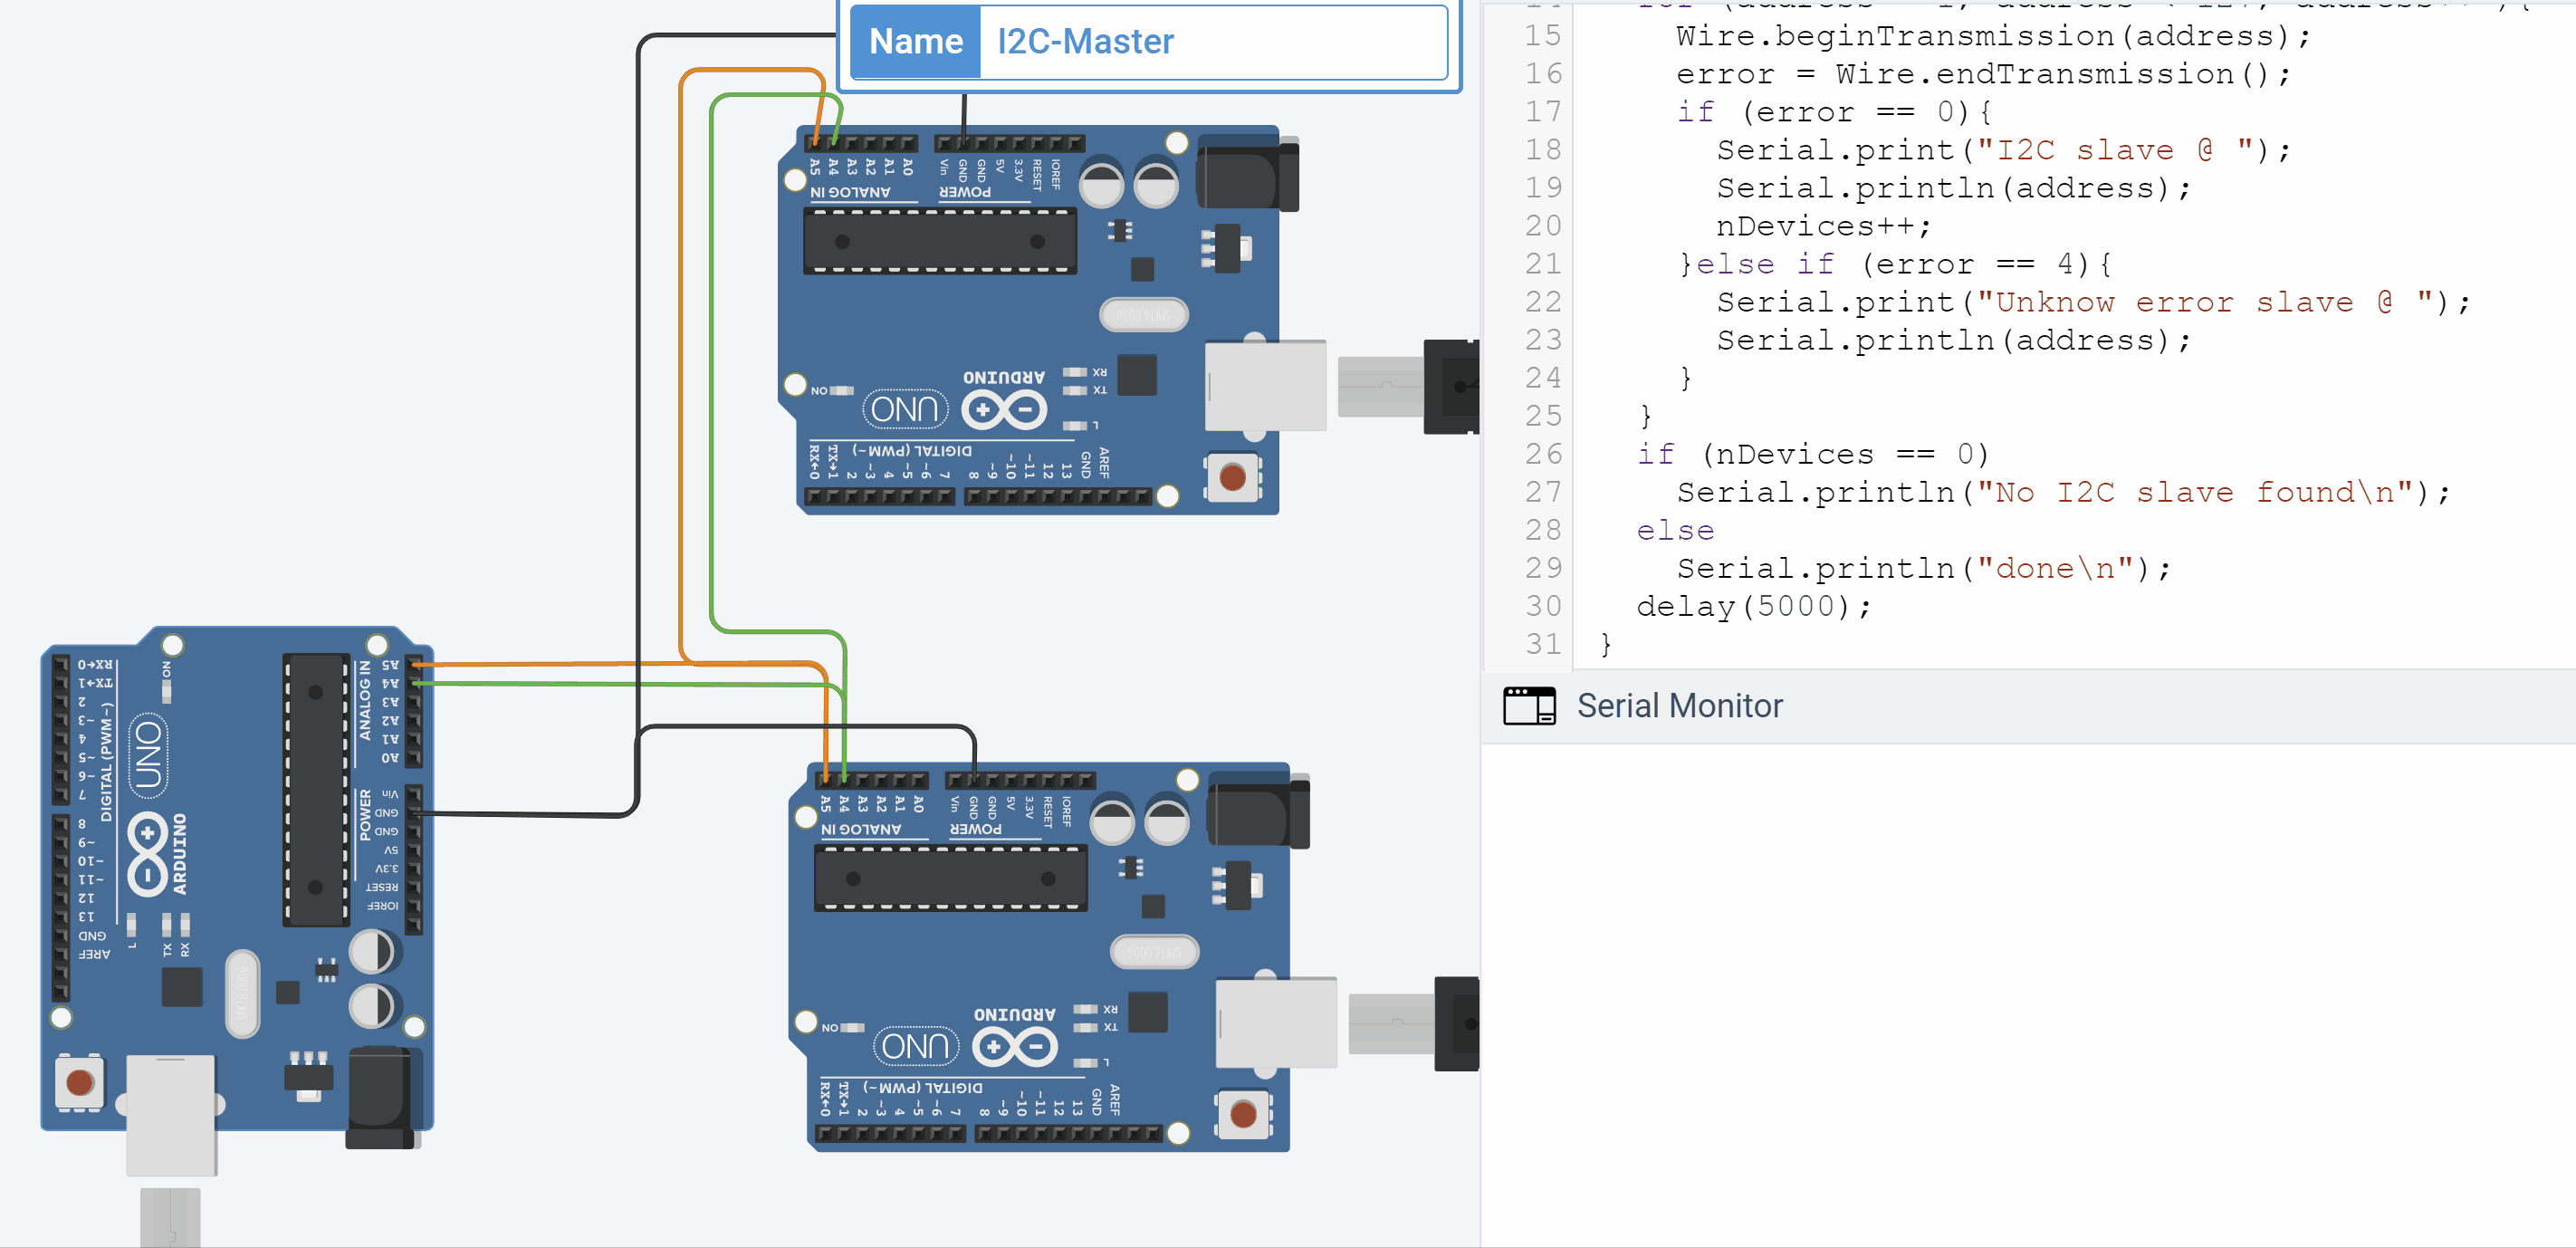 Name I2C-Master
A5 A4 A3 A2 A1 A0
Vin GND GND 5V 3.3V RESET IOREF
ANALOG IN
POWER
SPK16.000G
RX
TX
ARDUINO
ON
UNO
L
DIGITAL (PWM~)
RX←0 TX→1 2 ~3 4 ~5 ~6 7 8 ~9 ~10 ~11 12 13 GND AREF
A5 A4 A3 A2 A1 A0
Vin GND GND 5V 3.3V RESET IOREF
ANALOG IN
POWER
ON
UNO
ARDUINO
DIGITAL (PWM~)
RX←0 TX→1 2 ~3 4 ~5 ~6 7 8 ~9 ~10 ~11 12 13 GND AREF
L
TX
RX
SPK16.000G
A5 A4 A3 A2 A1 A0
Vin GND GND 5V 3.3V RESET IOREF
ANALOG IN
POWER
SPK16.000G
RX
TX
ARDUINO
ON
UNO
L
DIGITAL (PWM~)
RX←0 TX→1 2 ~3 4 ~5 ~6 7 8 ~9 ~10 ~11 12 13 GND AREF
15 Wire.beginTransmission(address);
16 error = Wire.endTransmission();
17 if (error == 0){
18 Serial.print("I2C slave @ ");
19 Serial.println(address);
20 nDevices++;
21 }else if (error == 4){
22 Serial.print("Unknow error slave @ ");
23 Serial.println(address);
24 }
25 }
26 if (nDevices == 0)
27 Serial.println("No I2C slave found\n");
28 else
29 Serial.println("done\n");
30 delay(5000);
31 }
Serial Monitor